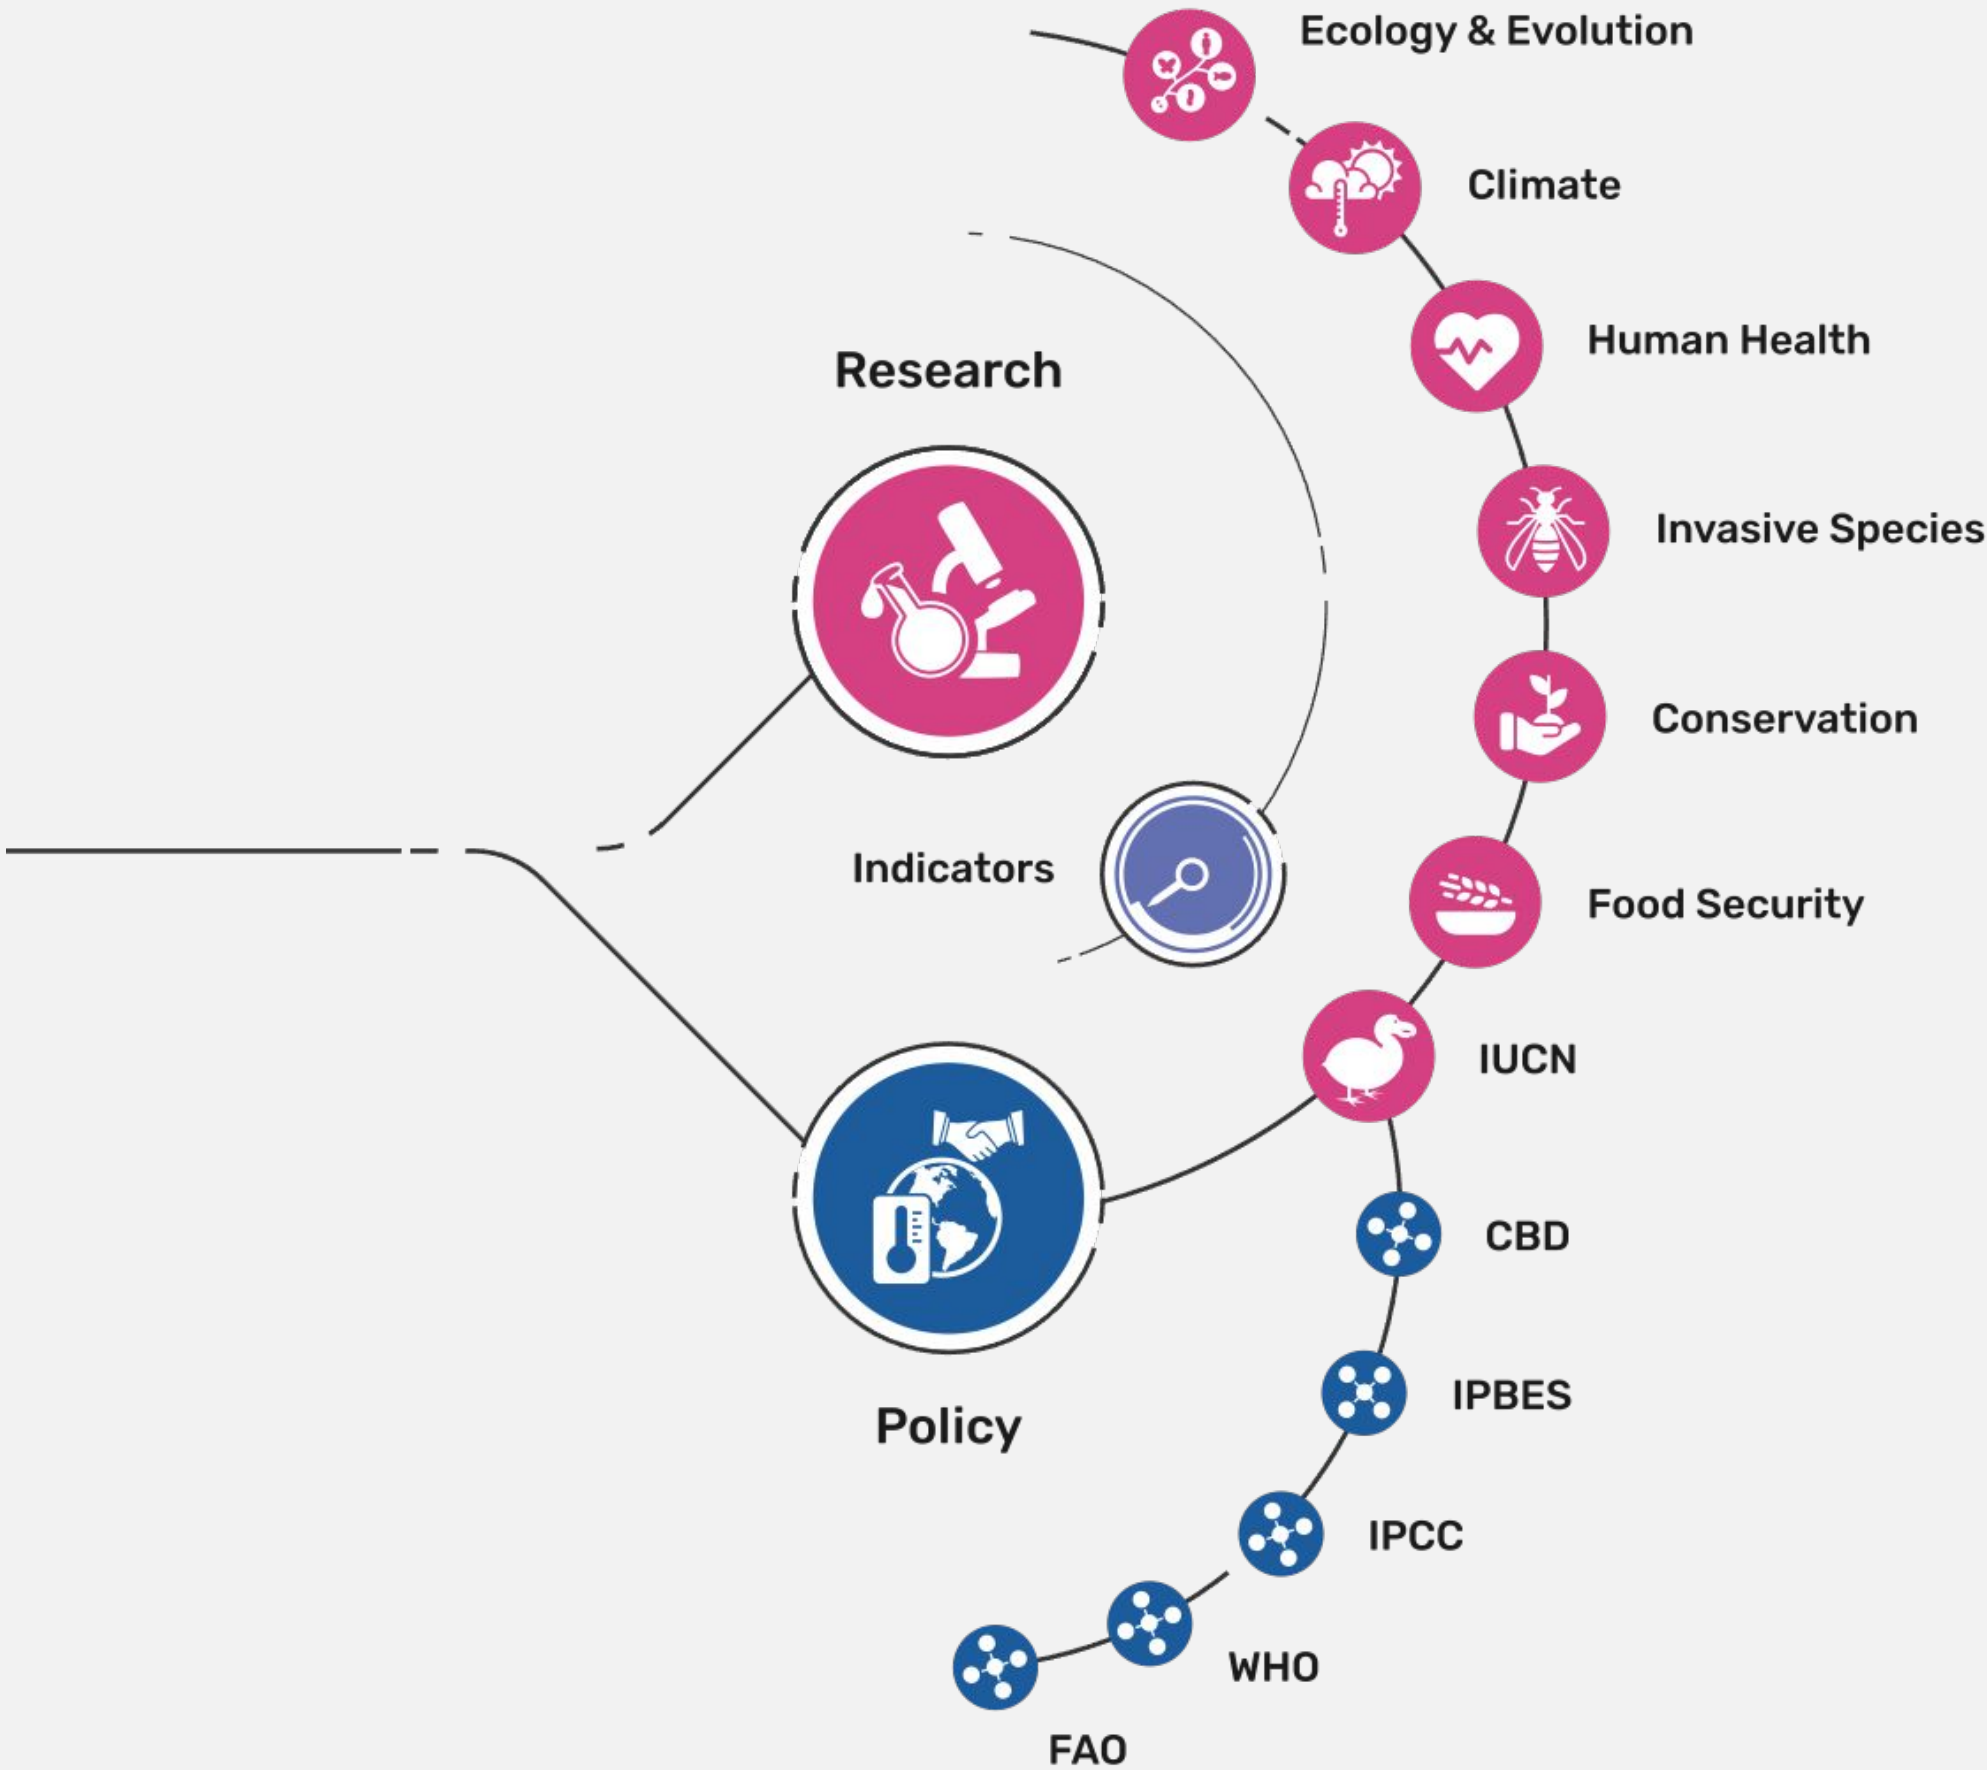 Ecology & Evolution
Climate
Human Health
Research
Invasive Species
Conservation
Indicators
Food Security
IUCN
CBD
IPBES
Policy
IPCC
WHO
FAO